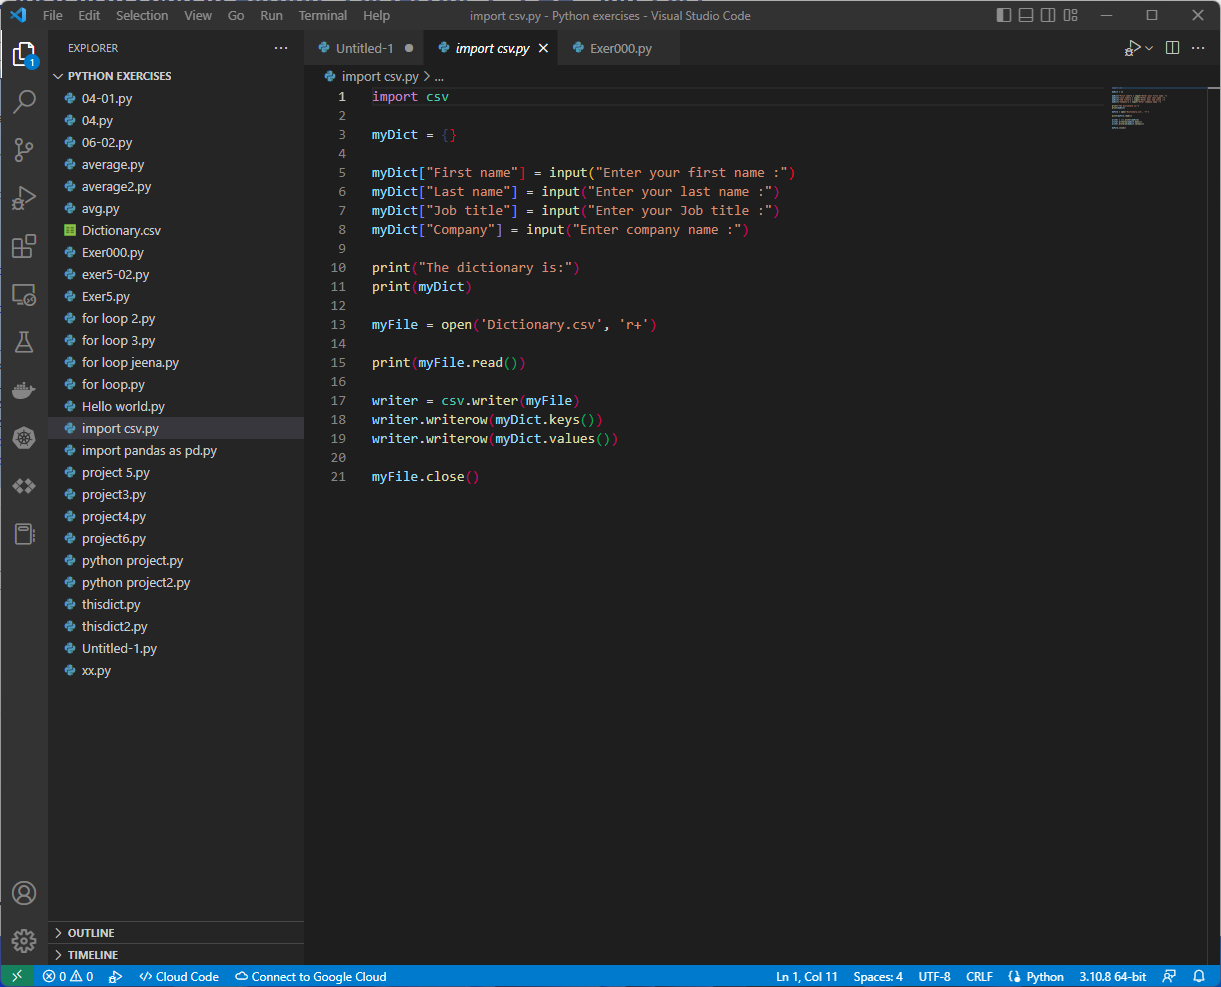 File Edit Selection View Go Run Terminal Help import csv.py - Python exercises - Visual Studio Code
EXPLORER
Untitled-1 import csv.py Exer000.py
1
PYTHON EXERCISES
import csv.py > ...
04-01.py
04.py
06-02.py
average.py
average2.py
avg.py
Dictionary.csv
Exer000.py
exer5-02.py
Exer5.py
for loop 2.py
for loop 3.py
for loop jeena.py
for loop.py
Hello world.py
import csv.py
import pandas as pd.py
project 5.py
project3.py
project4.py
project6.py
python project.py
python project2.py
thisdict.py
thisdict2.py
Untitled-1.py
xx.py
OUTLINE
TIMELINE
1 import csv
2
3 myDict = {}
4
5 myDict["First name"] = input("Enter your first name :")
6 myDict["Last name"] = input("Enter your last name :")
7 myDict["Job title"] = input("Enter your Job title :")
8 myDict["Company"] = input("Enter company name :")
9
10 print("The dictionary is:")
11 print(myDict)
12
13 myFile = open('Dictionary.csv', 'r+')
14
15 print(myFile.read())
16
17 writer = csv.writer(myFile)
18 writer.writerow(myDict.keys())
19 writer.writerow(myDict.values())
20
21 myFile.close()
0 0 Cloud Code Connect to Google Cloud Ln 1, Col 11 Spaces: 4 UTF-8 CRLF Python 3.10.8 64-bit